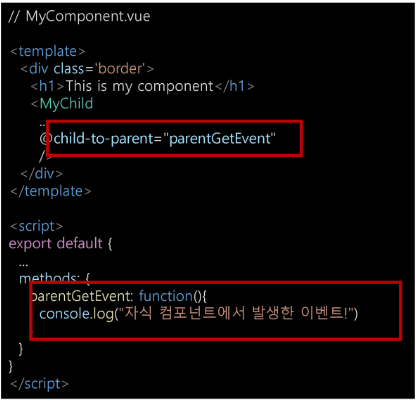 // MyComponent.vue
<template>
<div class='border'>
<h1>This is my component</h1>
<MyChild
...
@child-to-parent="parentGetEvent"
/>
</div>
</template>
<script>
export default {
...
methods: {
parentGetEvent: function(){
console.log("자식 컴포넌트에서 발생한 이벤트!")
}
}
</script>